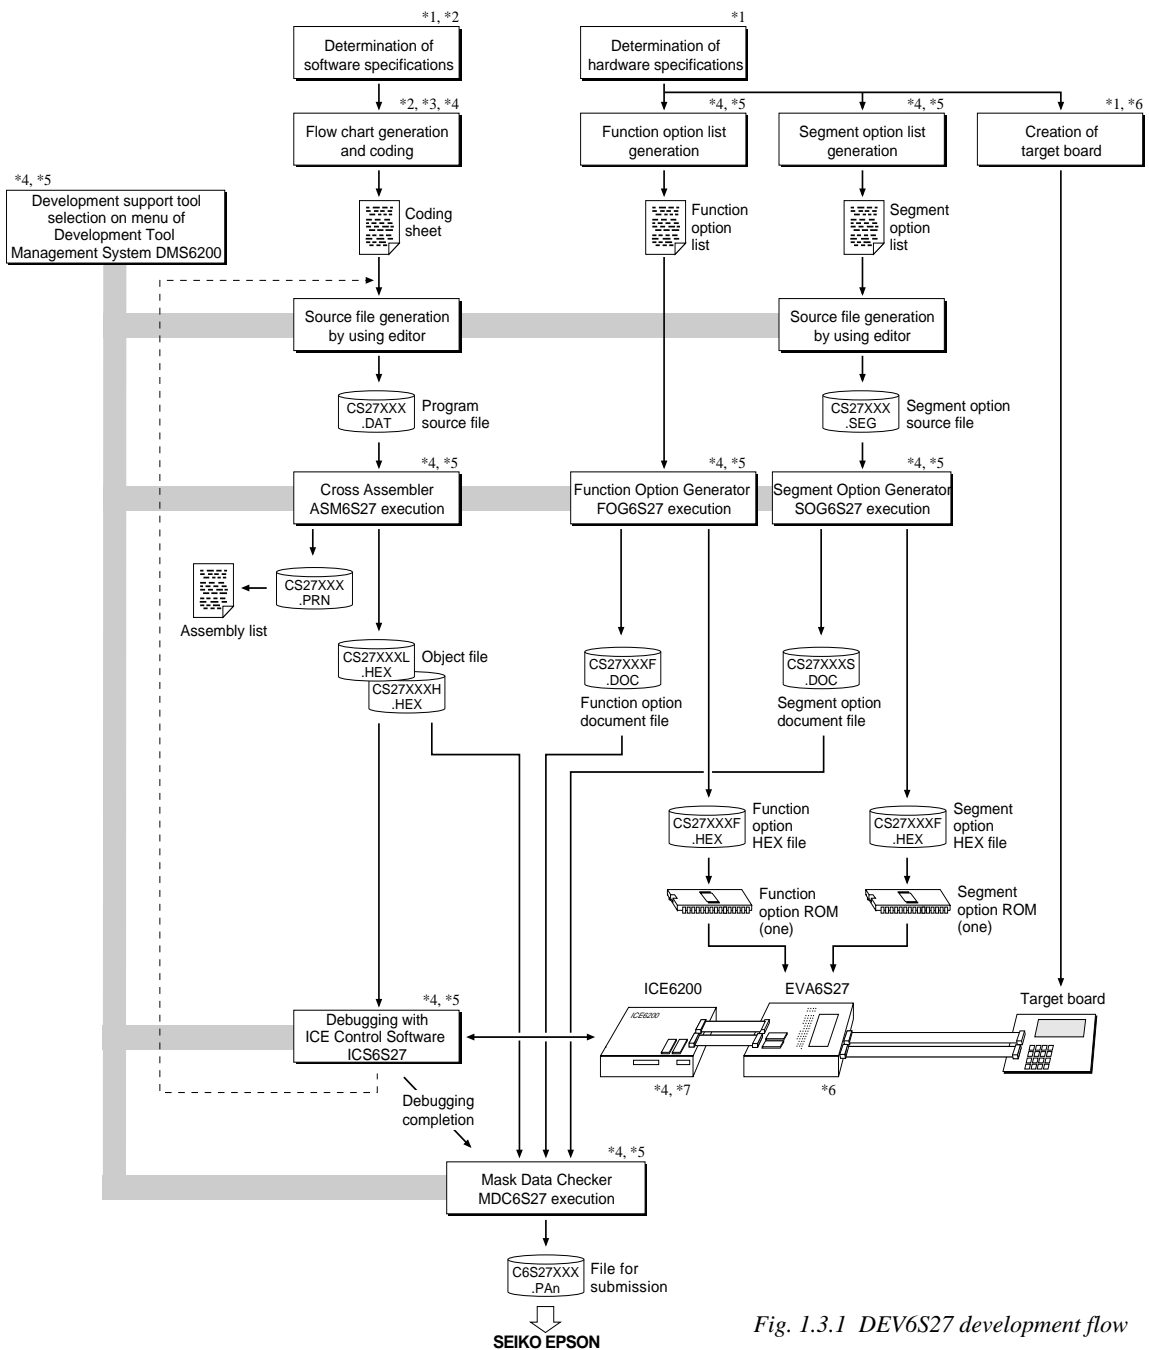 *1, *2
Determination of
software specifications
*1
Determination of
hardware specifications
*2, *3, *4
Flow chart generation
and coding
*4, *5
Function option list
generation
*4, *5
Segment option list
generation
*1, *6
Creation of
target board
*4, *5
Development support tool
selection on menu of
Development Tool
Management System DMS6200
Coding
sheet
Function
option
list
Segment
option
list
Source file generation
by using editor
Source file generation
by using editor
CS27XXX
.DAT
Program
source file
CS27XXX
.SEG
Segment option
source file
*4, *5
Cross Assembler
ASM6S27 execution
*4, *5
Function Option Generator
FOG6S27 execution
*4, *5
Segment Option Generator
SOG6S27 execution
CS27XXX
.PRN
Assembly list
CS27XXXL
.HEX
Object file
CS27XXXH
.HEX
CS27XXXF
.DOC
Function option
document file
CS27XXXS
.DOC
Segment option
document file
CS27XXXF
.HEX
Function
option
HEX file
CS27XXXF
.HEX
Segment
option
HEX file
Function
option ROM
(one)
Segment
option ROM
(one)
*4, *5
Debugging with
ICE Control Software
ICS6S27
ICE6200
ICE6200
*4, *7
EVA6S27
*6
Target board
Debugging
completion
*4, *5
Mask Data Checker
MDC6S27 execution
C6S27XXX
.PAn
File for
submission
SEIKO EPSON
Fig. 1.3.1 DEV6S27 development flow